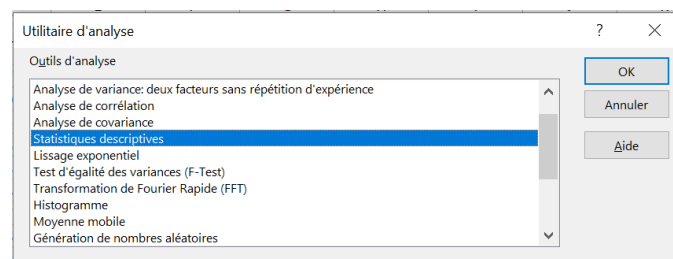 Utilitaire d'analyse ?
Outils d'analyse
OK
Analyse de variance: deux facteurs sans répétition d'expérience
Analyse de corrélation
Annuler
Analyse de covariance
Statistiques descriptives
Aide
Lissage exponentiel
Test d'égalité des variances (F-Test)
Transformation de Fourier Rapide (FFT)
Histogramme
Moyenne mobile
Génération de nombres aléatoires